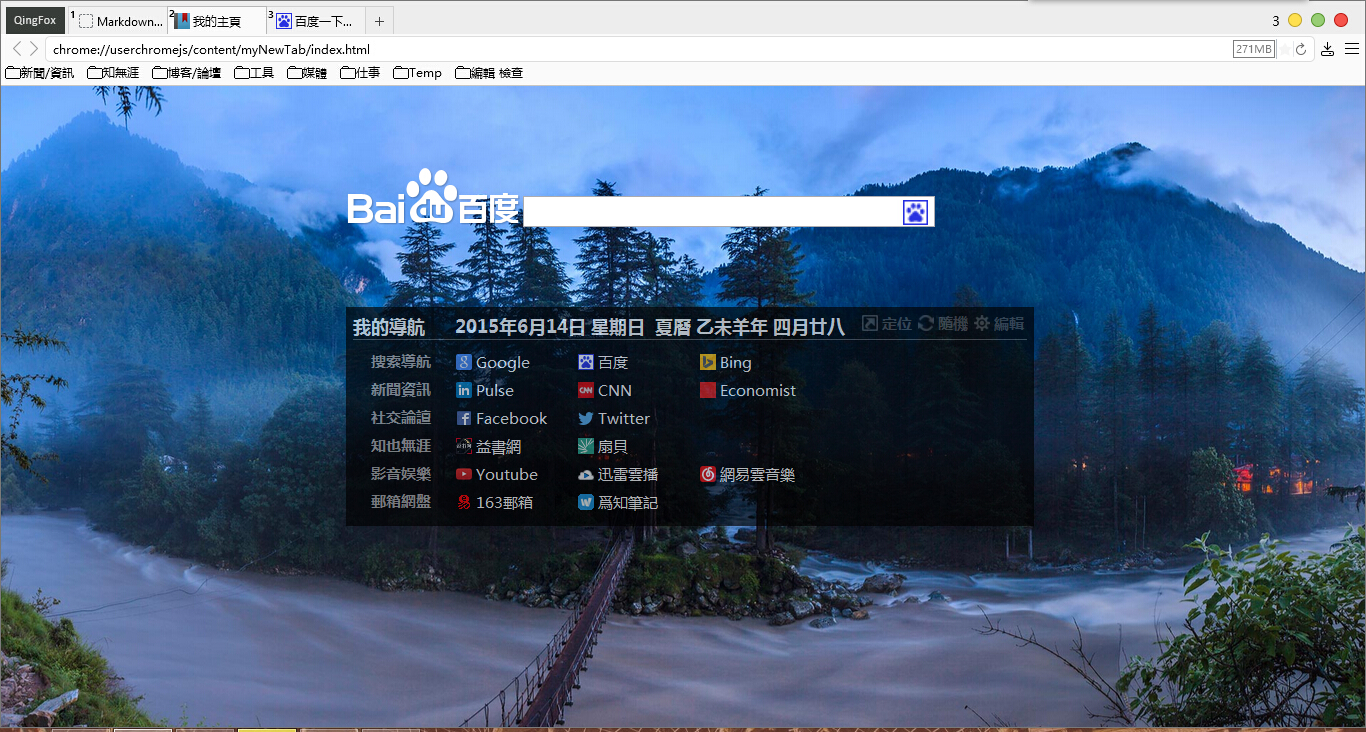 QingFox 1 Markdown... 2 我的主頁 3 百度一下... + 3
chrome://userchromejs/content/myNewTab/index.html 271MB
新聞/資訊 知無涯 博客/論壇 工具 媒體 仕事 Temp 編輯 檢查
Bai du 百度
我的導航 2015年6月14日 星期日 夏曆 乙未羊年 四月廿八 定位 隨機 編輯
搜索導航 Google 百度 Bing
新聞資訊 Pulse CNN Economist
社交論壇 Facebook Twitter
知也無涯 益書網 扇貝
影音娛樂 Youtube 迅雷雲播 網易雲音樂
郵箱網盤 163郵箱 爲知筆記